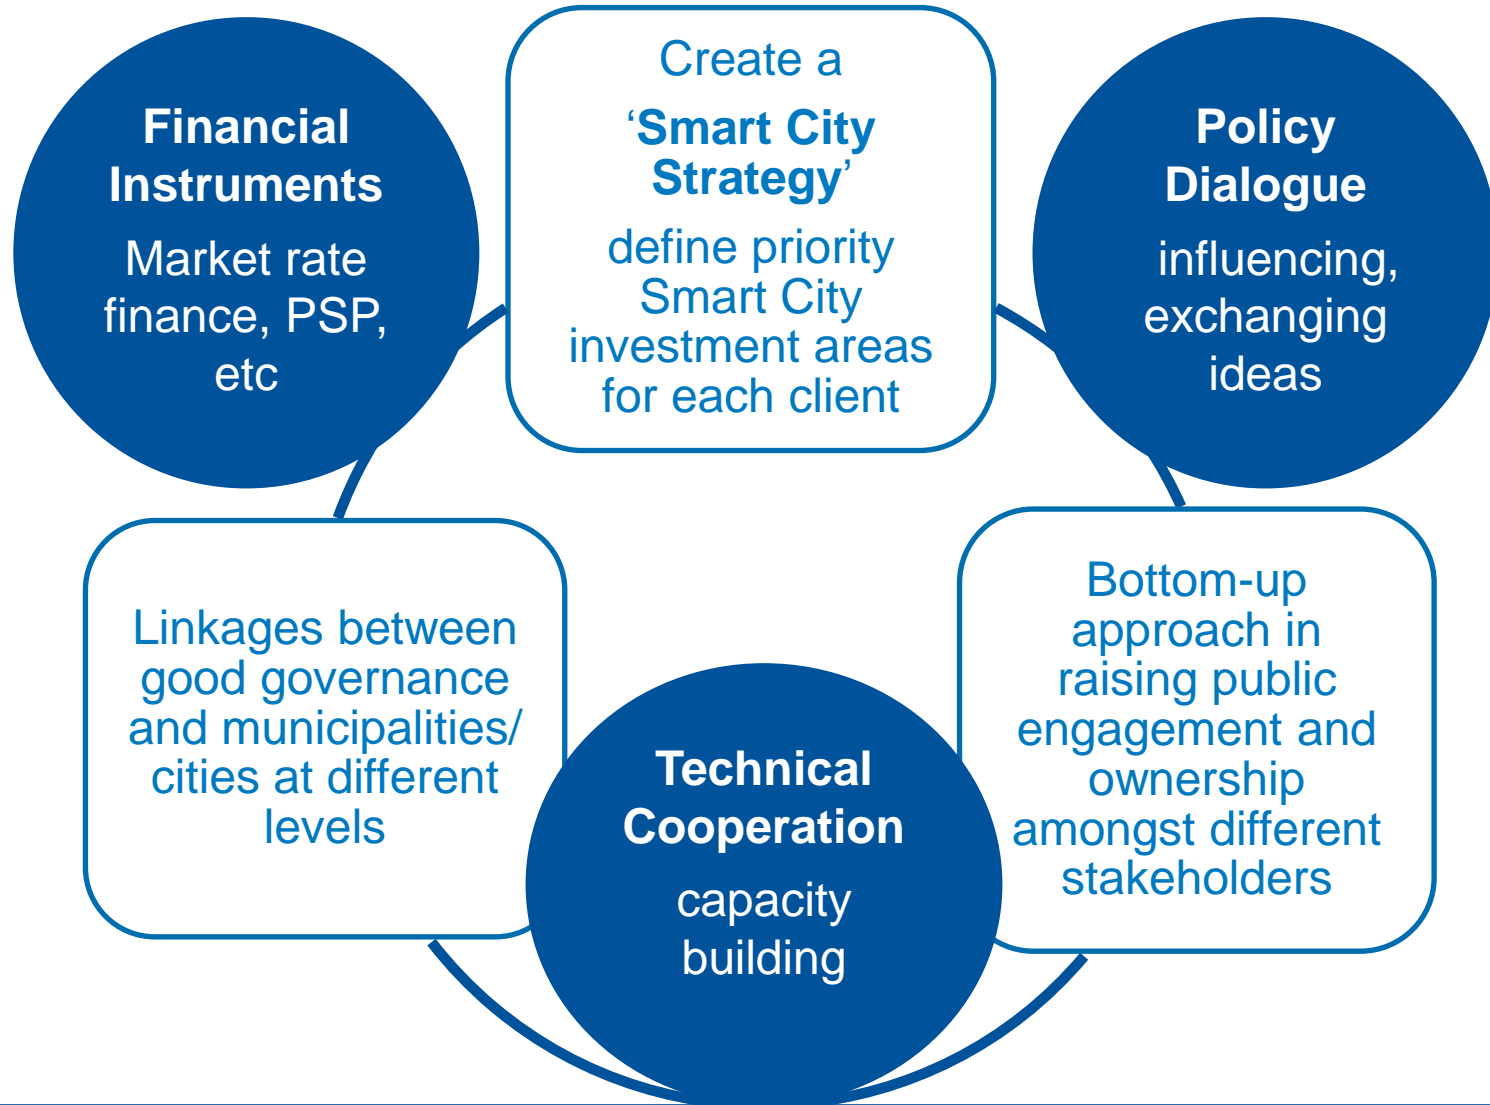 Financial
Instruments
Market rate
finance, PSP,
etc
Create a
‘Smart City
Strategy’
define priority
Smart City
investment areas
for each client
Policy
Dialogue
influencing,
exchanging
ideas
Linkages between
good governance
and municipalities/
cities at different
levels
Technical
Cooperation
capacity
building
Bottom-up
approach in
raising public
engagement and
ownership
amongst different
stakeholders